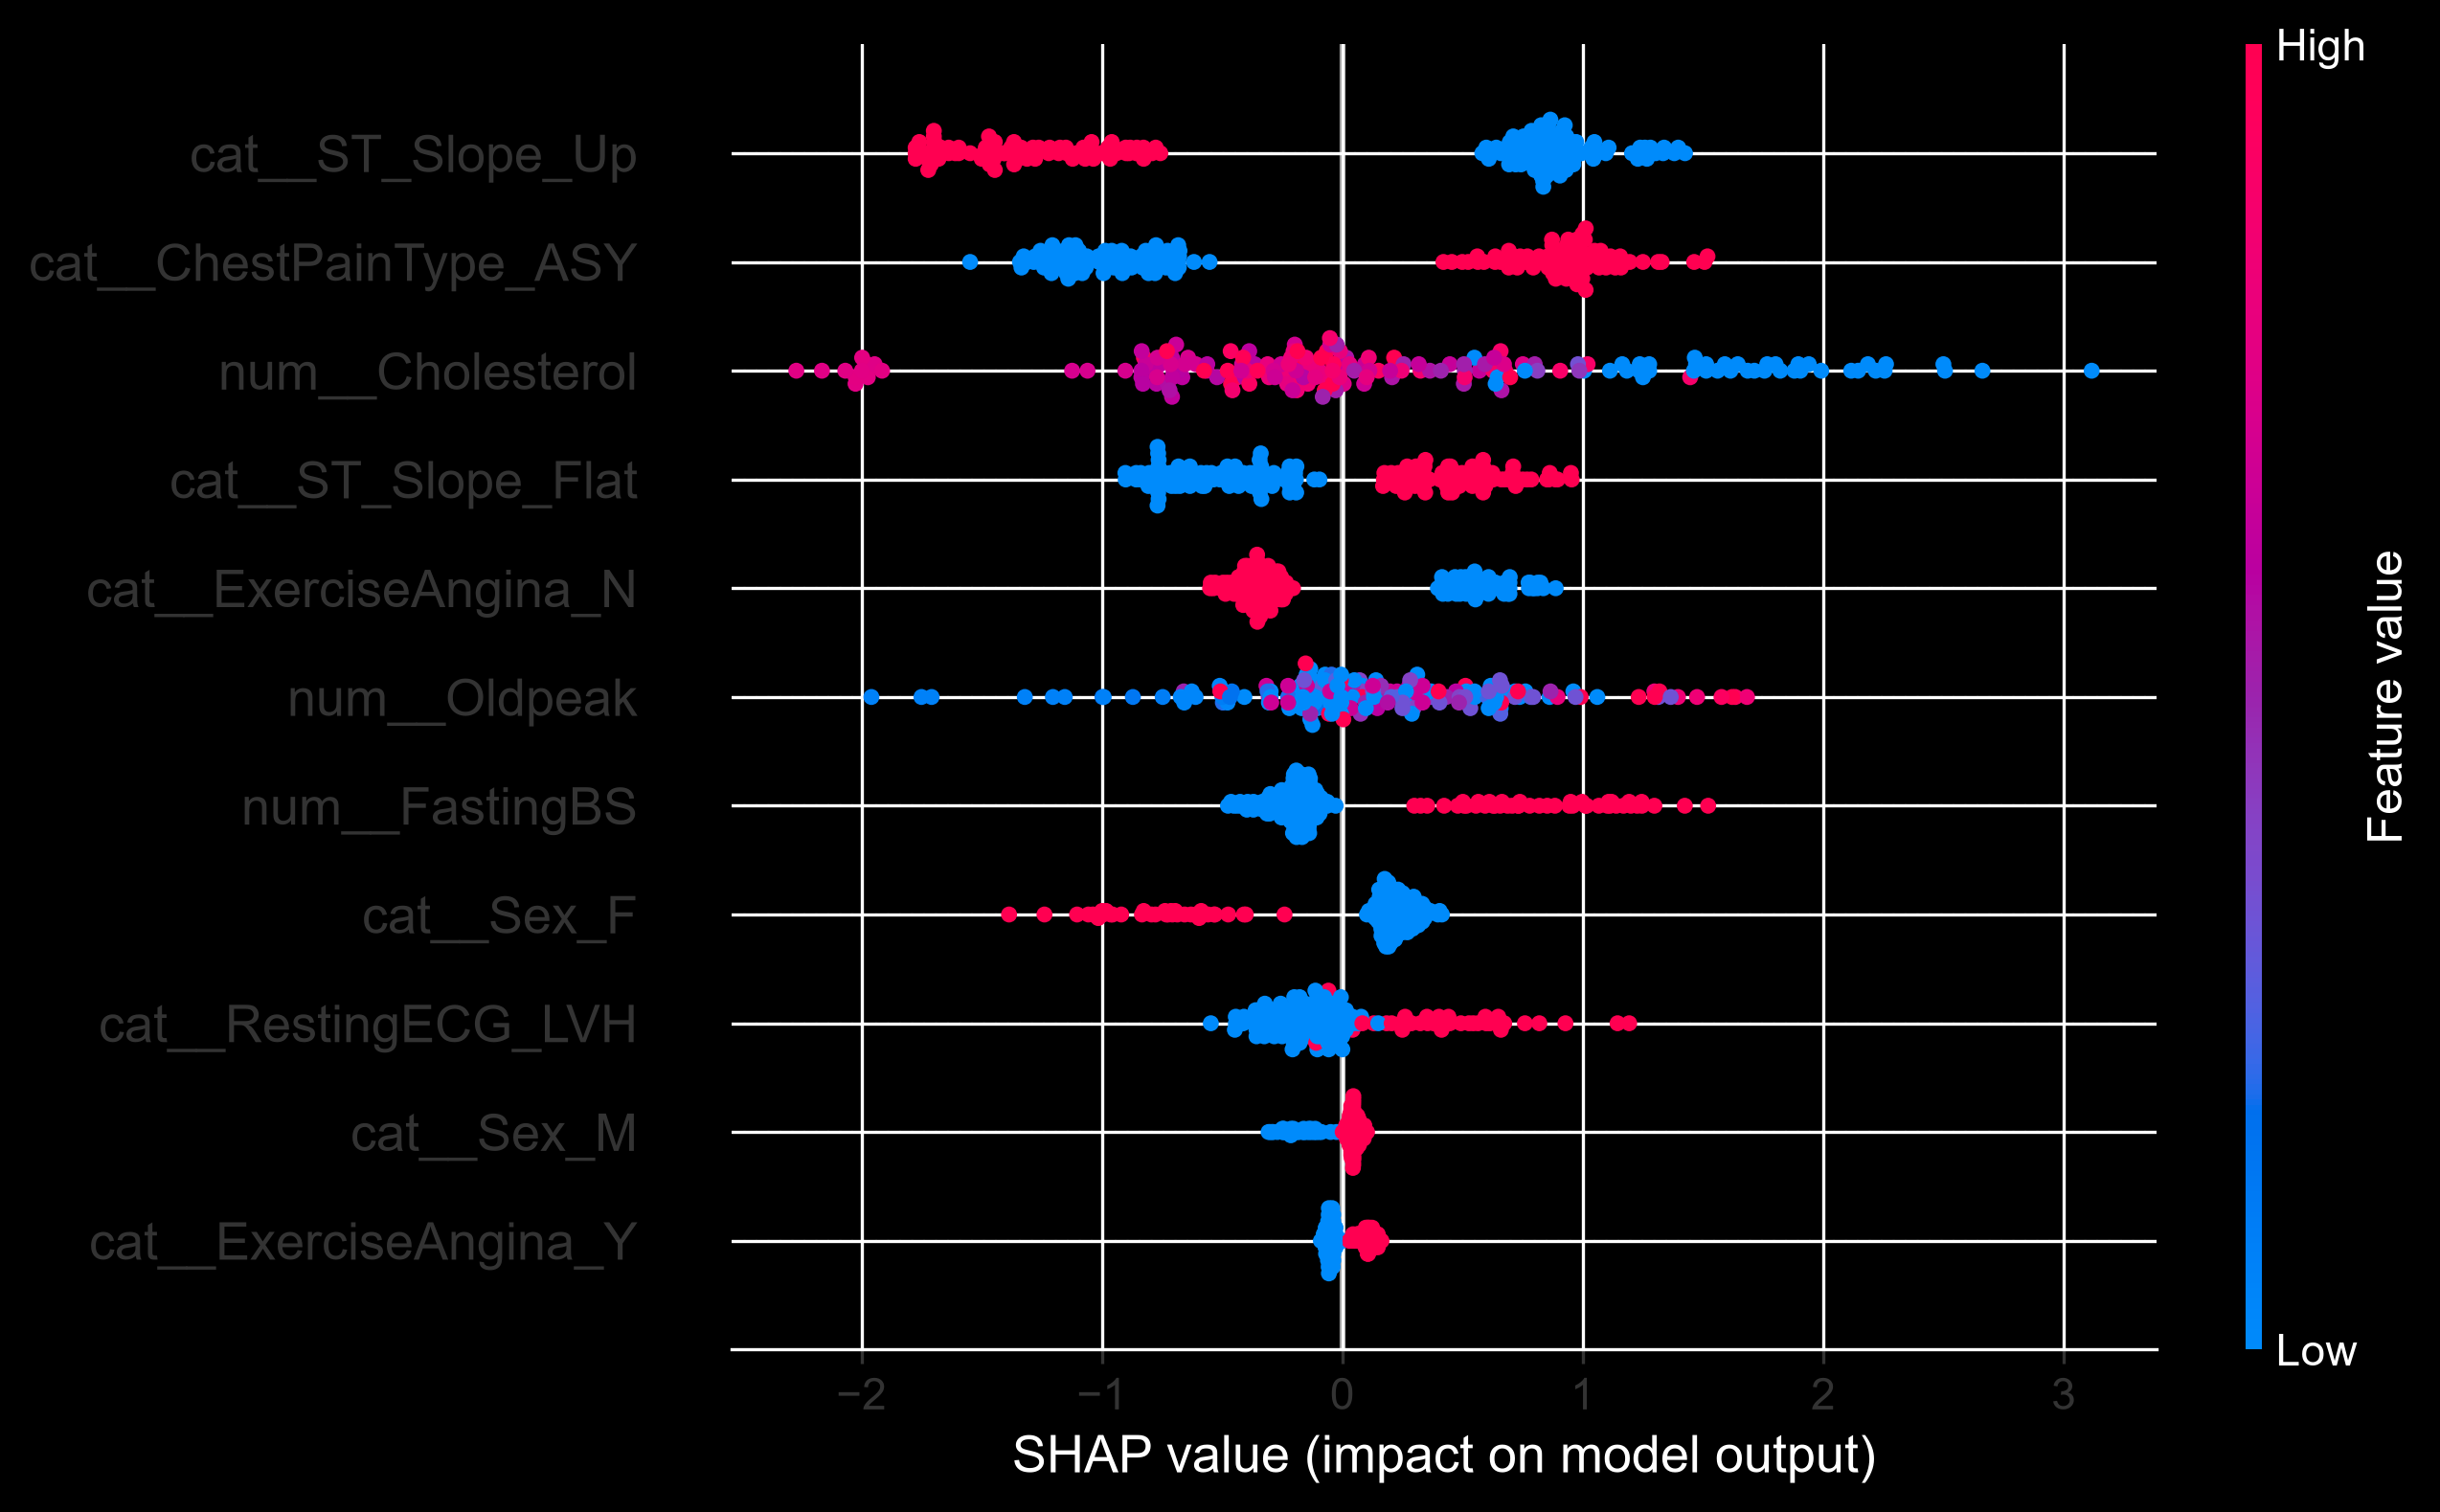 High
cat__ST_Slope_Up
cat__ChestPainType_ASY
num__Cholesterol
cat__ST_Slope_Flat
cat__ExerciseAngina_N
num__Oldpeak
num__FastingBS
cat__Sex_F
cat__RestingECG_LVH
cat__Sex_M
cat__ExerciseAngina_Y
Feature value
Low
−2 −1 0 1 2 3
SHAP value (impact on model output)